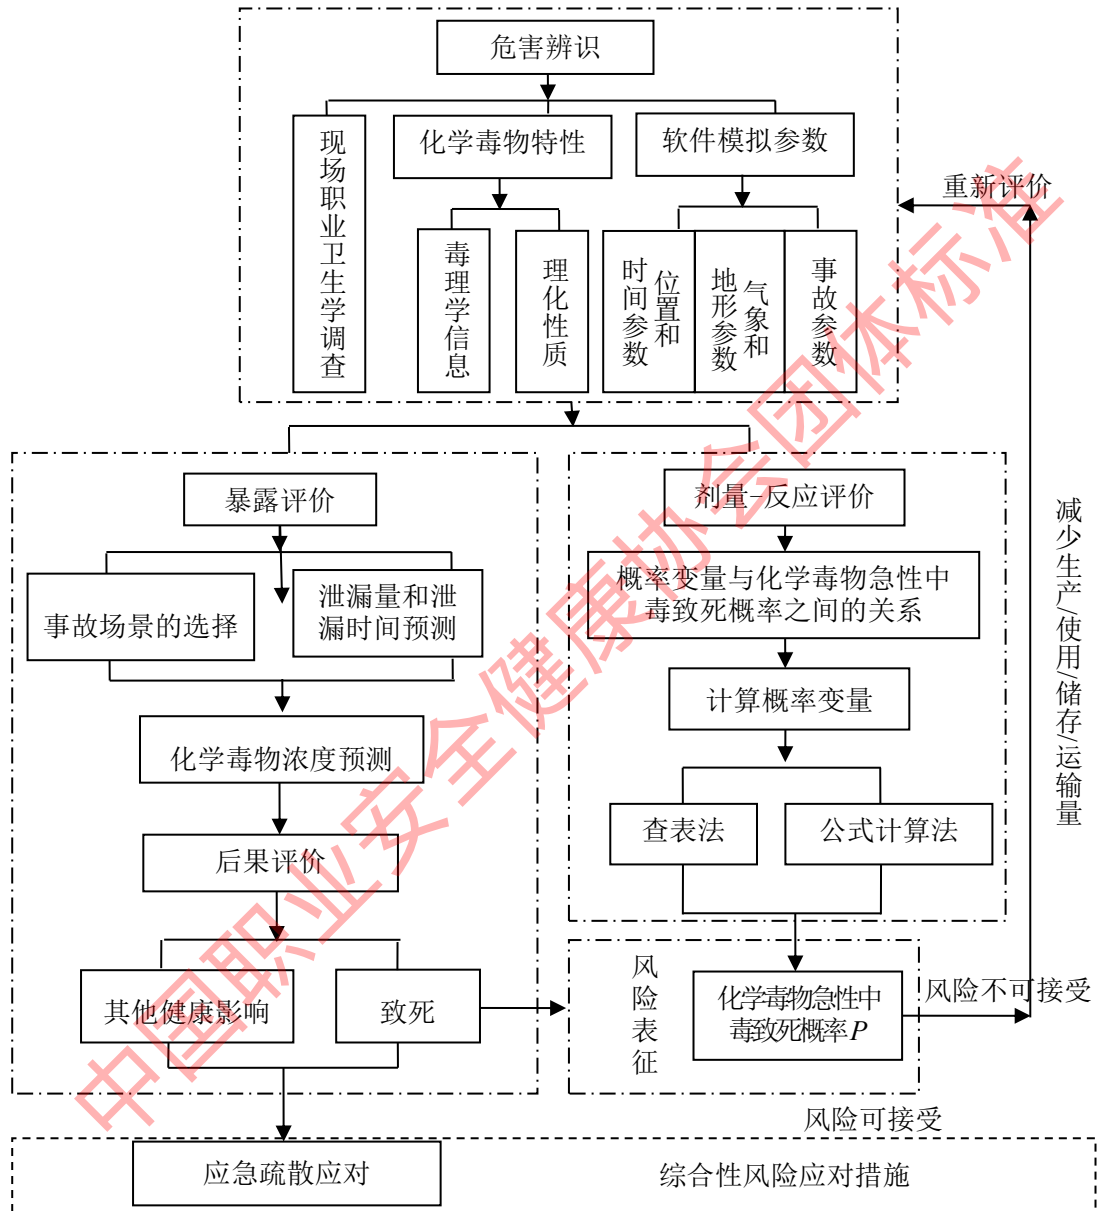 危害辨识
现场职业卫生学调查
化学毒物特性
软件模拟参数
毒理学信息
理化性质
位置和
时间参数
气象和
地形参数
事故参数
重新评价
暴露评价
事故场景的选择
泄漏量和泄
漏时间预测
化学毒物浓度预测
后果评价
其他健康影响
致死
剂量-反应评价
概率变量与化学毒物急性中
毒致死概率之间的关系
计算概率变量
查表法
公式计算法
风险表征
化学毒物急性中
毒致死概率P
风险不可接受
减少生产/使用/储存/运输量
风险可接受
应急疏散应对
综合性风险应对措施
中国职业安全健康协会团体标准